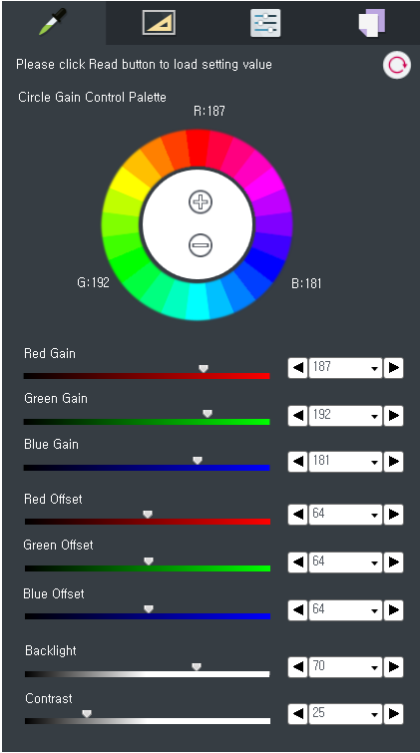 Please click Read button to load setting value
Circle Gain Control Palette
R:187
G:192
B:181
Red Gain
187
Green Gain
192
Blue Gain
181
Red Offset
64
Green Offset
64
Blue Offset
64
Backlight
70
Contrast
25